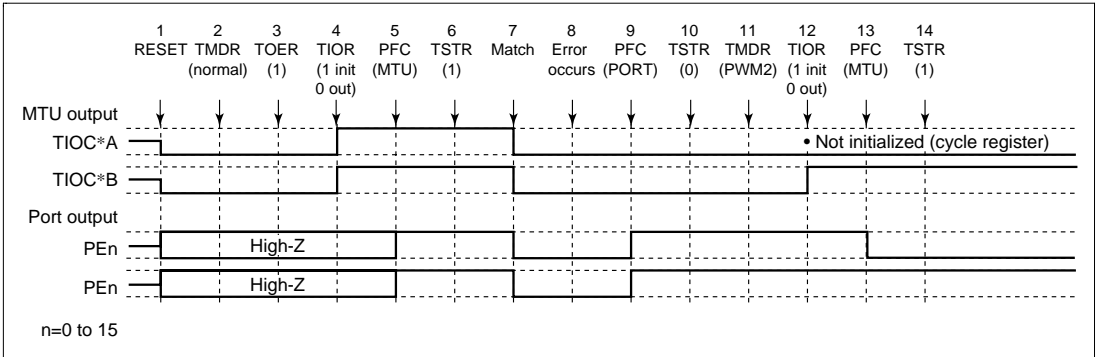 1 2 3 4 5 6 7 8 9 10 11 12 13 14
RESET TMDR TOER TIOR PFC TSTR Match Error PFC TSTR TMDR TIOR PFC TSTR
(normal) (1) (1 init (MTU) (1) occurs (PORT) (0) (PWM2) (1 init (MTU) (1)
0 out) 0 out)
MTU output
TIOC*A • Not initialized (cycle register)
TIOC*B
Port output
PEn High-Z
PEn High-Z
n=0 to 15